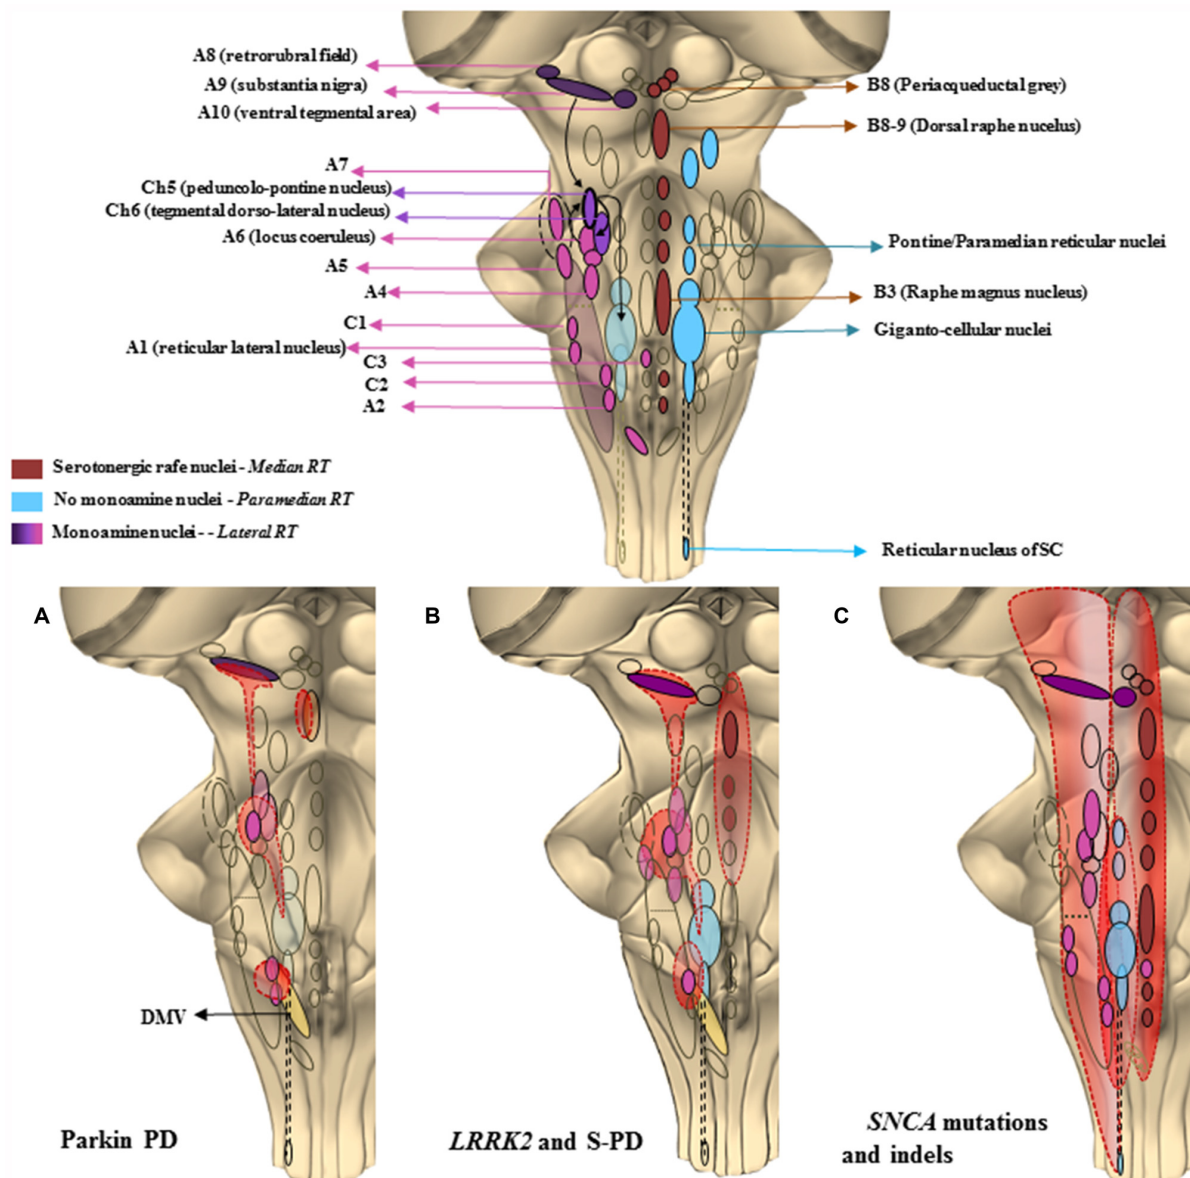 A8 (retrorubral field)
A9 (substantia nigra)
A10 (ventral tegmental area)
A7
Ch5 (peduncolo-pontine nucleus)
Ch6 (tegmental dorso-lateral nucleus)
A6 (locus coeruleus)
A5
A4
C1
A1 (reticular lateral nucleus)
C3
C2
A2
B8 (Periacqueductal grey)
B8-9 (Dorsal raphe nucelus)
Pontine/Paramedian reticular nuclei
B3 (Raphe magnus nucleus)
Giganto-cellular nuclei
Reticular nucleus of SC
Serotonergic rafe nuclei - Median RT
No monoamine nuclei - Paramedian RT
Monoamine nuclei - - Lateral RT
A
DMV
Parkin PD
B
LRRK2 and S-PD
C
SNCA mutations
and indels